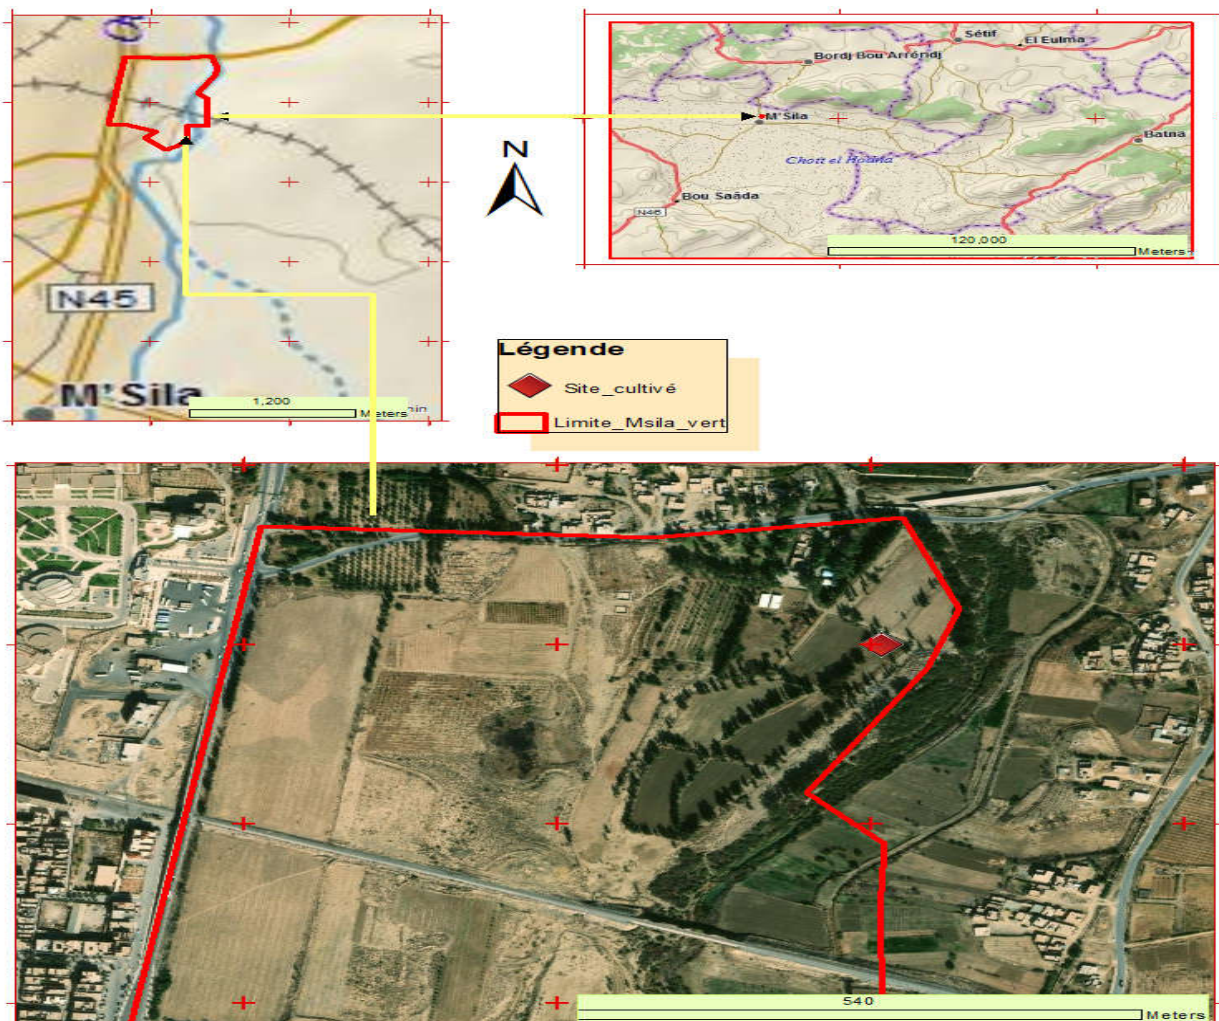 N45
M'Sila
1,200
Meters
Sétif
El Eulma
Bordj Bou Arréridj
M'Sila
Batna
Chott el Hodna
Bou Saâda
N46
120,000
Meters
N
Légende
Site_cultivé
Limite_Msila_vert
540
Meters